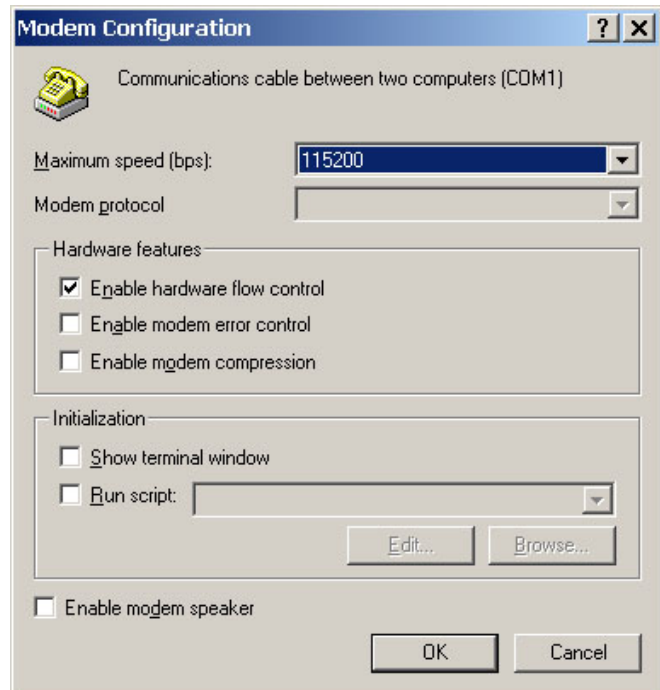 Modem Configuration
Communications cable between two computers (COM1)
Maximum speed (bps): 115200
Modem protocol
Hardware features
Enable hardware flow control
Enable modem error control
Enable modem compression
Initialization
Show terminal window
Run script:
Edit... Browse...
Enable modem speaker
OK Cancel